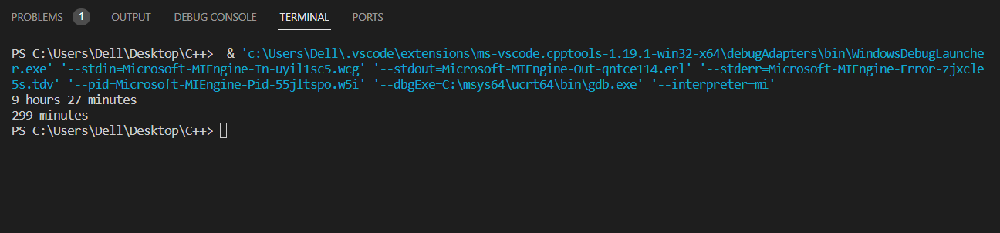 PROBLEMS 1 OUTPUT DEBUG CONSOLE TERMINAL PORTS
PS C:\Users\Dell\Desktop\C++>  & 'c:\Users\Dell\.vscode\extensions\ms-vscode.cpptools-1.19.1-win32-x64\debugAdapters\bin\WindowsDebugLaunche
r.exe' '--stdin=Microsoft-MIEngine-In-uyil1sc5.wcg' '--stdout=Microsoft-MIEngine-Out-qntce114.erl' '--stderr=Microsoft-MIEngine-Error-zjxcle
5s.tdv' '--pid=Microsoft-MIEngine-Pid-55jltspo.w5i' '--dbgExe=C:\msys64\ucrt64\bin\gdb.exe' '--interpreter=mi'
9 hours 27 minutes
299 minutes
PS C:\Users\Dell\Desktop\C++>